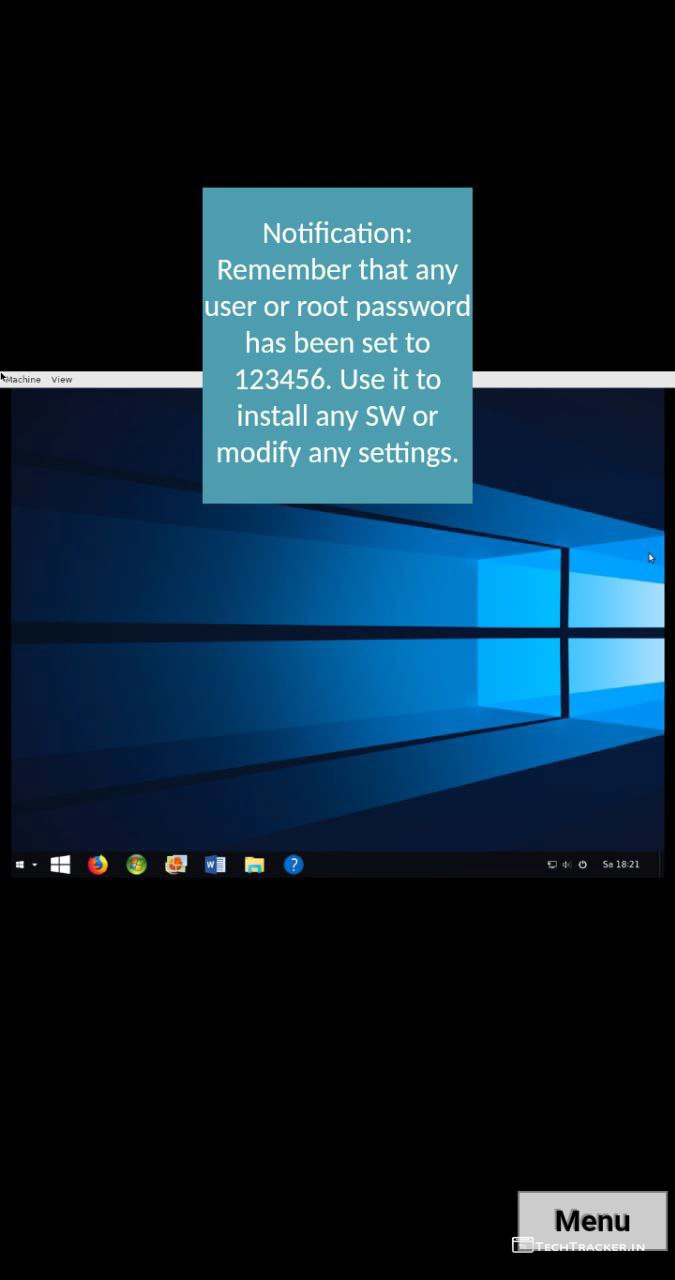 Notification:
Remember that any
user or root password
has been set to
123456. Use it to
install any SW or
modify any settings.
Machine View
W
?
Sa 18:21
Menu
TECHTRACKER.IN